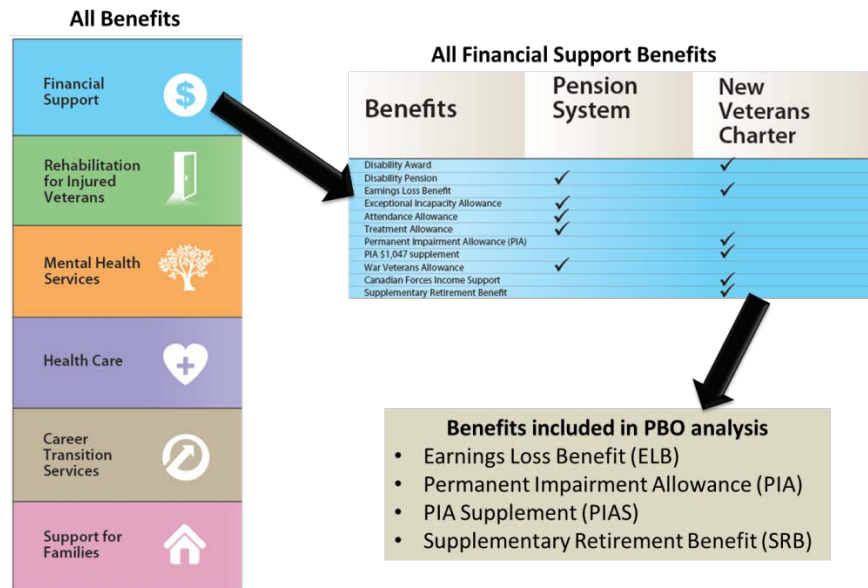 All Benefits
Financial
Support
$
Rehabilitation
for Injured
Veterans
Mental Health
Services
Health Care
Career
Transition
Services
Support for
Families
All Financial Support Benefits
Benefits Pension System New Veterans Charter
Disability Award ✓
Disability Pension ✓
Earnings Loss Benefit ✓
Exceptional Incapacity Allowance ✓
Attendance Allowance ✓
Treatment Allowance ✓
Permanent Impairment Allowance (PIA) ✓
PIA $1,047 supplement ✓
War Veterans Allowance ✓
Canadian Forces Income Support ✓
Supplementary Retirement Benefit ✓
Benefits included in PBO analysis
• Earnings Loss Benefit (ELB)
• Permanent Impairment Allowance (PIA)
• PIA Supplement (PIAS)
• Supplementary Retirement Benefit (SRB)